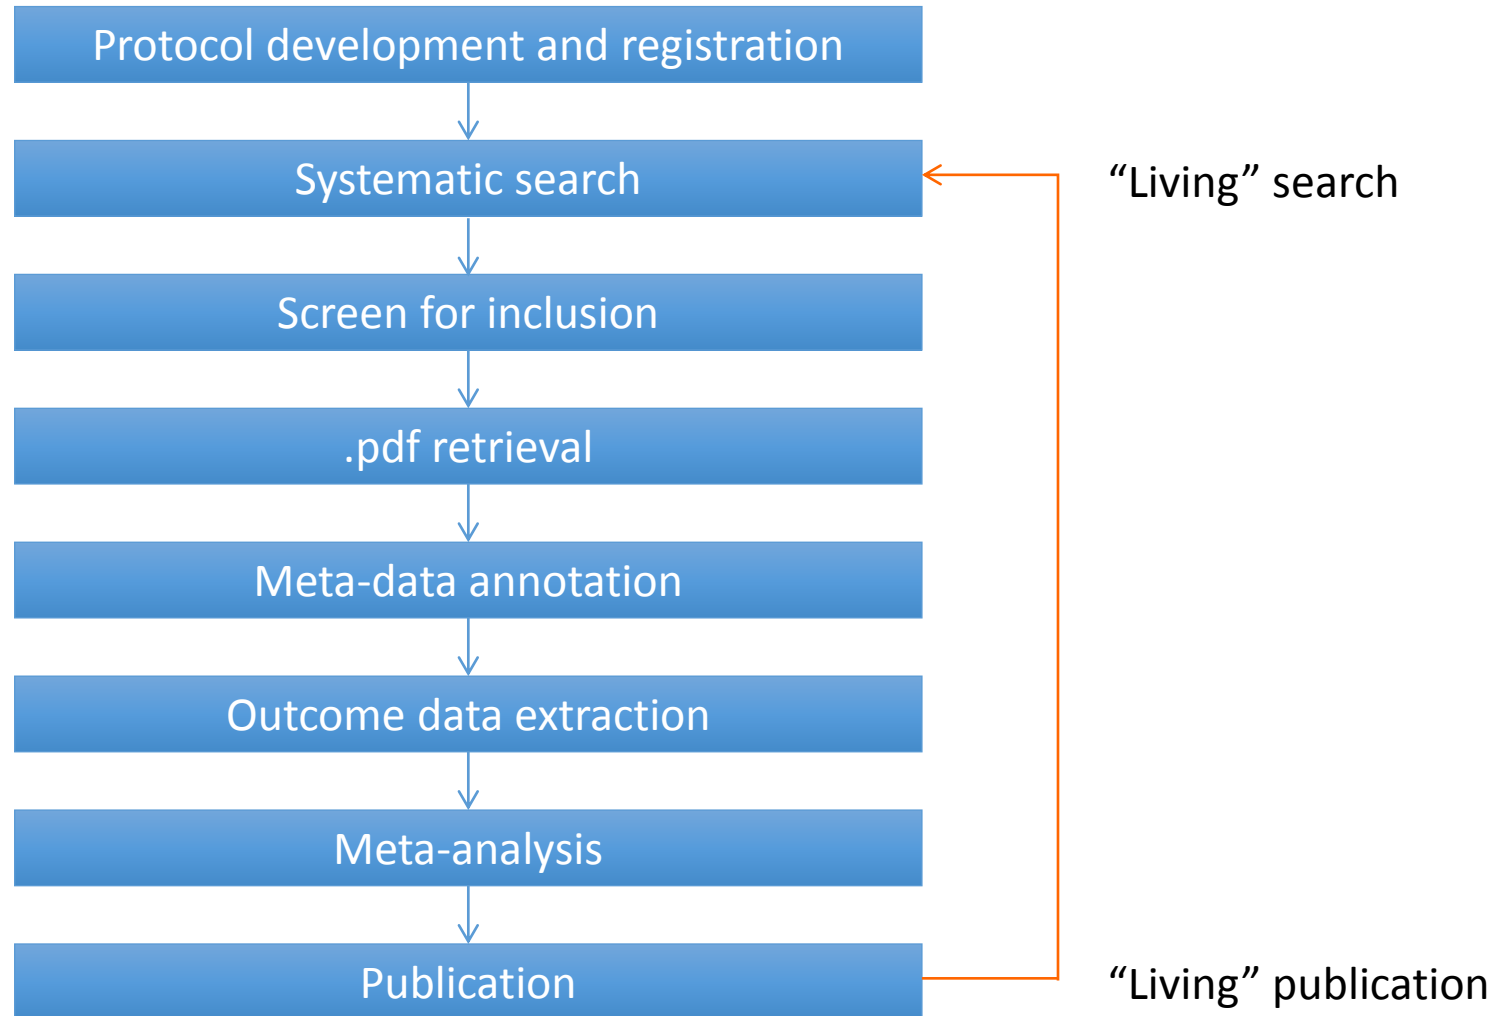 Protocol development and registration
Systematic search
“Living” search
Screen for inclusion
.pdf retrieval
Meta-data annotation
Outcome data extraction
Meta-analysis
Publication
“Living” publication